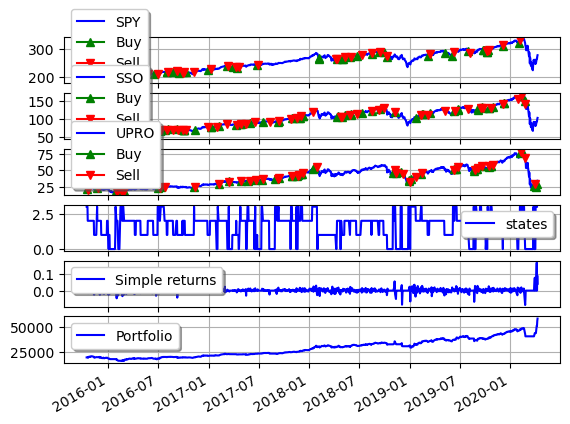 SPY
Buy
Sell
300
200
SSO
Buy
Sell
150
100
50
UPRO
Buy
Sell
75
50
25
states
2.5
0.0
Simple returns
0.1
0.0
Portfolio
50000
25000
2016-01
2016-07
2017-01
2017-07
2018-01
2018-07
2019-01
2019-07
2020-01